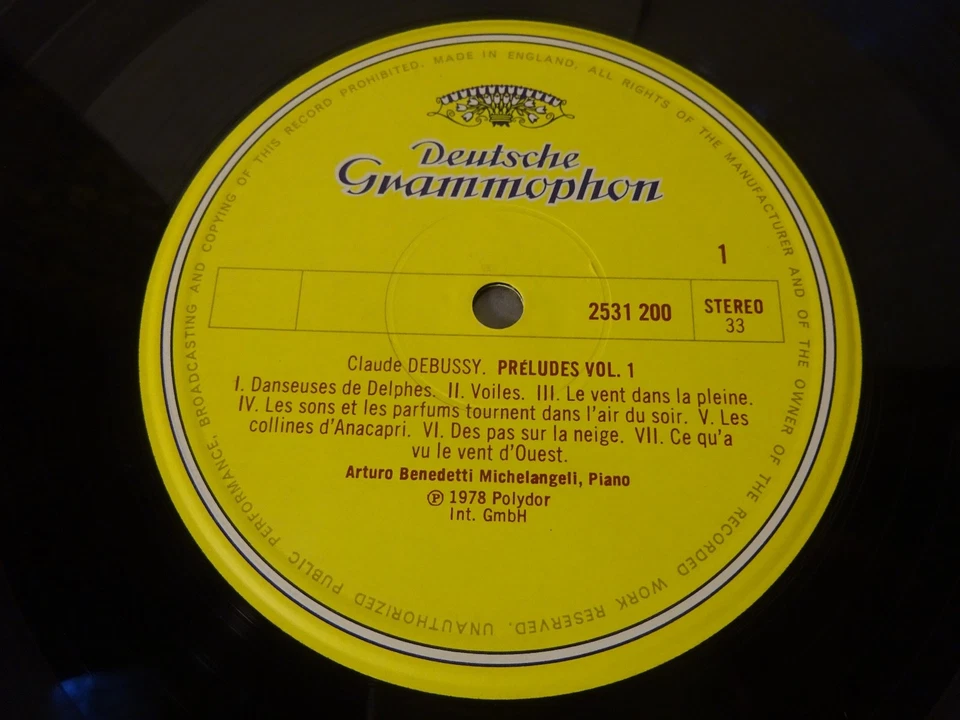 MADE IN ENGLAND. ALL RIGHTS OF THE MANUFACTURER AND OF THE OWNER OF THE RECORDED WORK RESERVED. UNAUTHORIZED PUBLIC PERFORMANCE, BROADCASTING AND COPYING OF THIS RECORD PROHIBITED.
Deutsche
Grammophon
1
2531 200
STEREO
33
Claude DEBUSSY. PRéLUDES VOL. 1
I. Danseuses de Delphes. II. Voiles. III. Le vent dans la pleine.
IV. Les sons et les parfums tournent dans l'air du soir. V. Les
collines d'Anacapri. VI. Des pas sur la neige. VII. Ce qu'a
vu le vent d'Ouest.
Arturo Benedetti Michelangeli, Piano
℗ 1978 Polydor
Int. GmbH